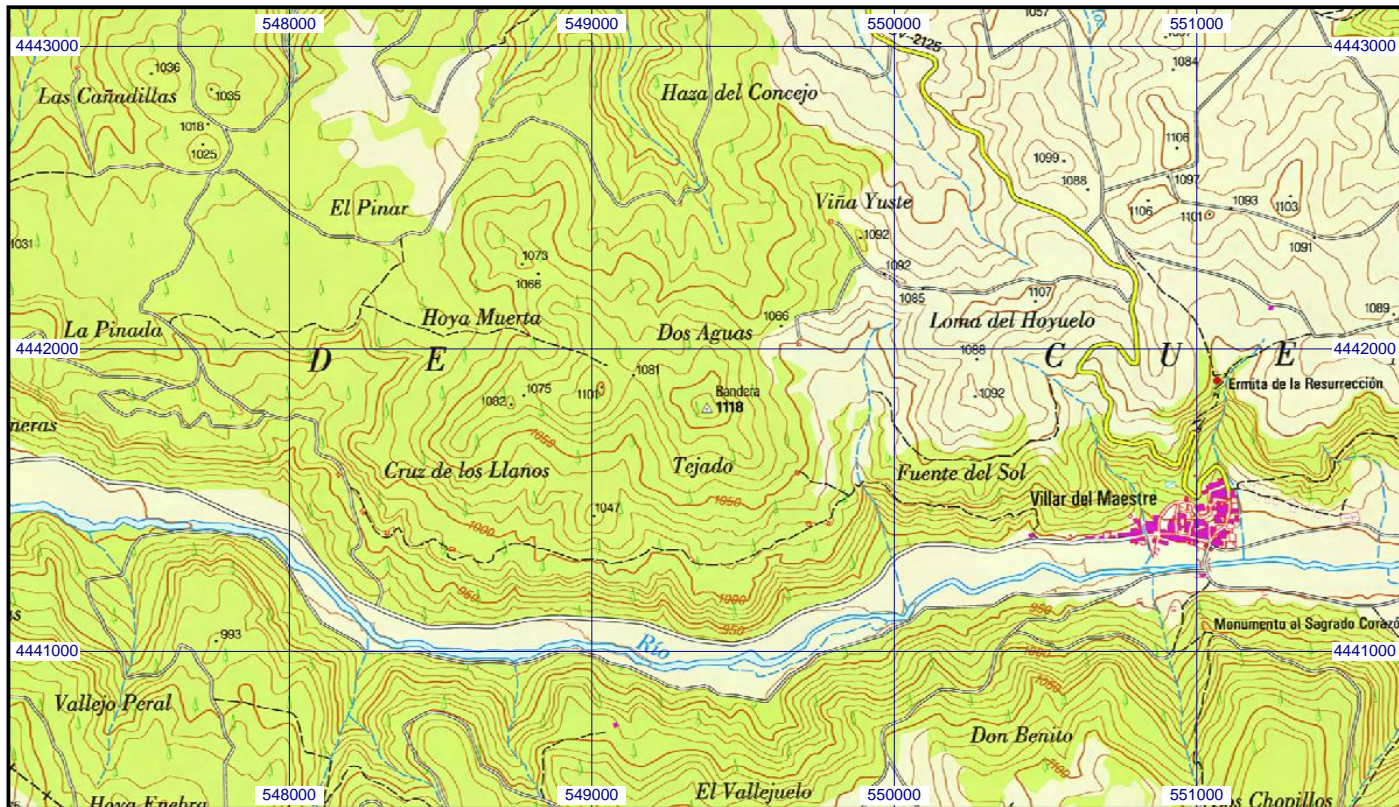 548000
549000
550000
551000
1057
4443000
V-2125
4443000
1036
1084
Las Cañadillas
1035
Haza del Concejo
1018
1025
1106
1099
1097
1088
El Pinar
Viña Yuste
1106
1101
1093
1103
1031
1092
1091
1073
1066
1092
1085
1107
1089
La Pinada
Hoya Muerta
1066
Dos Aguas
Loma del Hoyuelo
4442000
D E C U E
4442000
1088
1081
1075
1101
Bandera
1118
Ermita de la Resurrección
1082
1092
neras
1050
Cruz de los Llanos
Tejado
Fuente del Sol
1050
Villar del Maestre
1047
1000
950
1000
950
950
993
Monumento al Sagrado Corazó
4441000
Río
1000
4441000
1050
Vallejo Peral
Don Benito
1100
548000
549000
El Vallejuelo
550000
551000
Hoya Enebra
os Chopillos